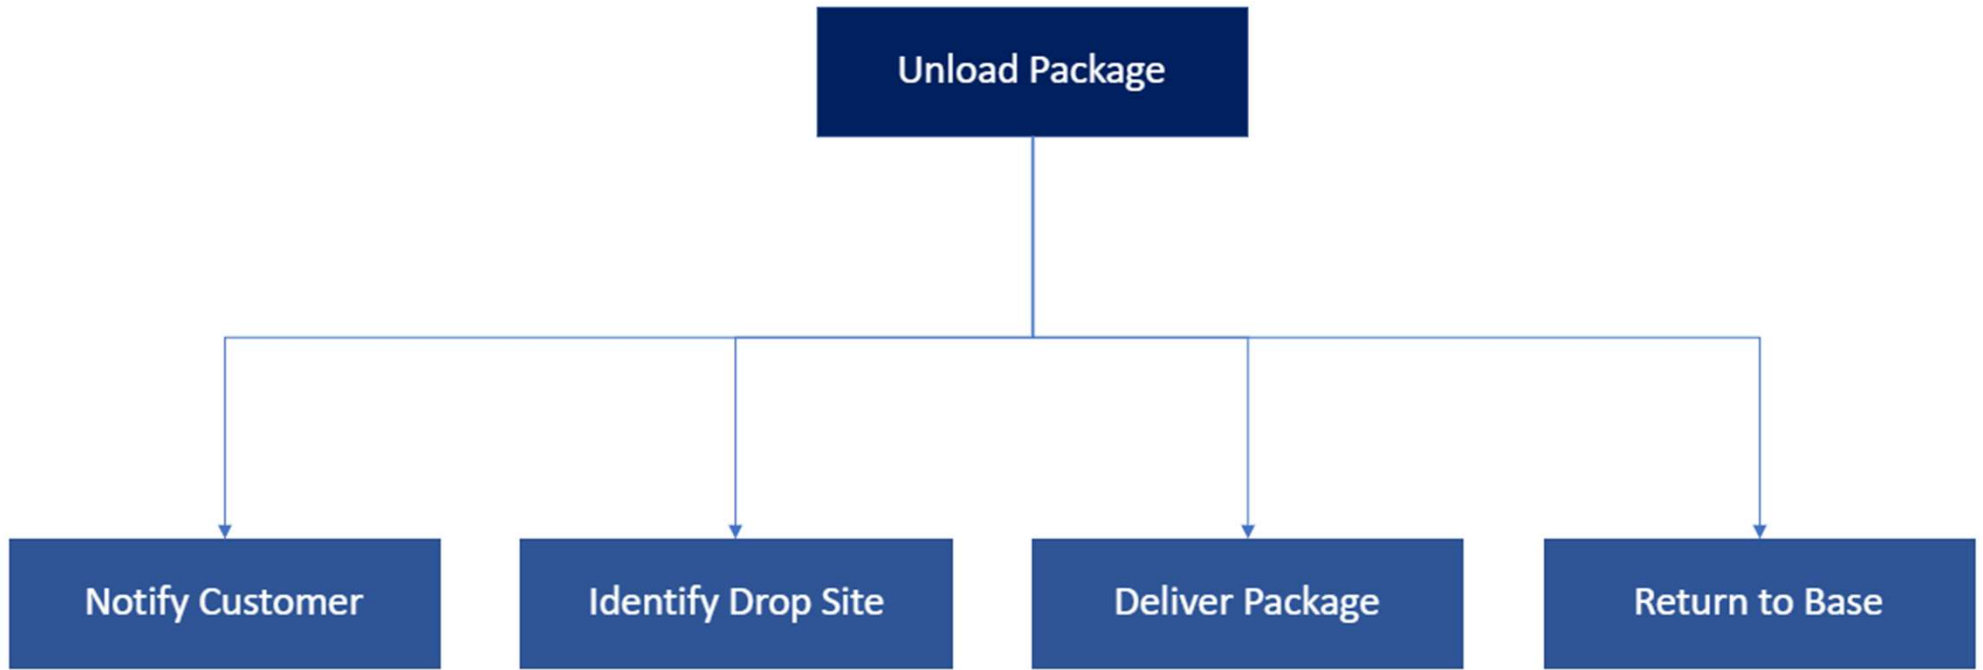 Unload Package
Notify Customer
Identify Drop Site
Deliver Package
Return to Base